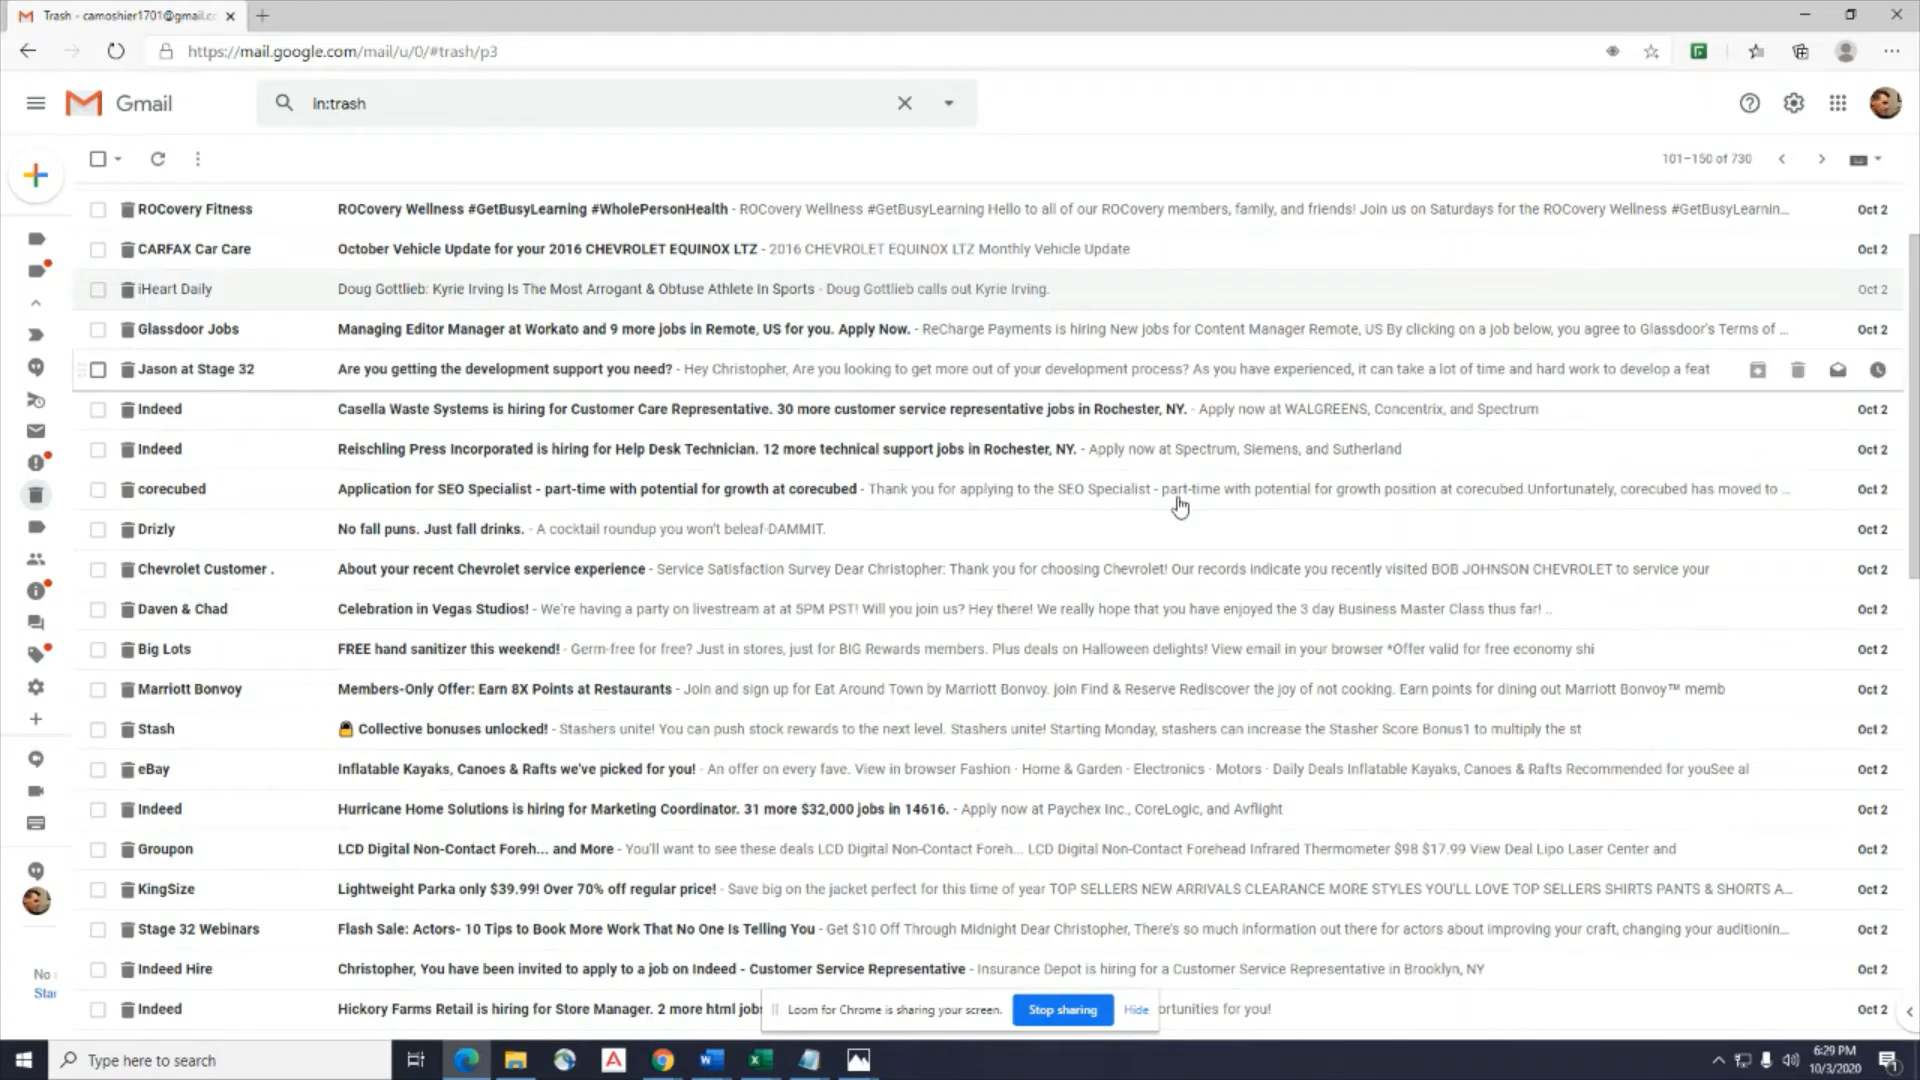 Trash - camoshier1701@gmail.c
https://mail.google.com/mail/u/0/#trash/p3
Gmail
in:trash
101–150 of 730
ROCovery Fitness ROCovery Wellness #GetBusyLearning #WholePersonHealth - ROCovery Wellness #GetBusyLearning Hello to all of our ROCovery members, family, and friends! Join us on Saturdays for the ROCovery Wellness #GetBusyLearnin... Oct 2
CARFAX Car Care October Vehicle Update for your 2016 CHEVROLET EQUINOX LTZ - 2016 CHEVROLET EQUINOX LTZ Monthly Vehicle Update Oct 2
iHeart Daily Doug Gottlieb: Kyrie Irving Is The Most Arrogant & Obtuse Athlete In Sports - Doug Gottlieb calls out Kyrie Irving. Oct 2
Glassdoor Jobs Managing Editor Manager at Workato and 9 more jobs in Remote, US for you. Apply Now. - ReCharge Payments is hiring New jobs for Content Manager Remote, US By clicking on a job below, you agree to Glassdoor's Terms of ... Oct 2
Jason at Stage 32 Are you getting the development support you need? - Hey Christopher, Are you looking to get more out of your development process? As you have experienced, it can take a lot of time and hard work to develop a feat
Indeed Casella Waste Systems is hiring for Customer Care Representative. 30 more customer service representative jobs in Rochester, NY. - Apply now at WALGREENS, Concentrix, and Spectrum Oct 2
Indeed Reischling Press Incorporated is hiring for Help Desk Technician. 12 more technical support jobs in Rochester, NY. - Apply now at Spectrum, Siemens, and Sutherland Oct 2
corecubed Application for SEO Specialist - part-time with potential for growth at corecubed - Thank you for applying to the SEO Specialist - part-time with potential for growth position at corecubed Unfortunately, corecubed has moved to ... Oct 2
Drizly No fall puns. Just fall drinks. - A cocktail roundup you won't beleaf-DAMMIT. Oct 2
Chevrolet Customer . About your recent Chevrolet service experience - Service Satisfaction Survey Dear Christopher: Thank you for choosing Chevrolet! Our records indicate you recently visited BOB JOHNSON CHEVROLET to service your Oct 2
Daven & Chad Celebration in Vegas Studios! - We're having a party on livestream at at 5PM PST! Will you join us? Hey there! We really hope that you have enjoyed the 3 day Business Master Class thus far! .. Oct 2
Big Lots FREE hand sanitizer this weekend! - Germ-free for free? Just in stores, just for BIG Rewards members. Plus deals on Halloween delights! View email in your browser *Offer valid for free economy shi Oct 2
Marriott Bonvoy Members-Only Offer: Earn 8X Points at Restaurants - Join and sign up for Eat Around Town by Marriott Bonvoy. join Find & Reserve Rediscover the joy of not cooking. Earn points for dining out Marriott Bonvoy™ memb Oct 2
Stash Collective bonuses unlocked! - Stashers unite! You can push stock rewards to the next level. Stashers unite! Starting Monday, stashers can increase the Stasher Score Bonus1 to multiply the st Oct 2
eBay Inflatable Kayaks, Canoes & Rafts we've picked for you! - An offer on every fave. View in browser Fashion · Home & Garden · Electronics · Motors · Daily Deals Inflatable Kayaks, Canoes & Rafts Recommended for youSee al Oct 2
Indeed Hurricane Home Solutions is hiring for Marketing Coordinator. 31 more $32,000 jobs in 14616. - Apply now at Paychex Inc., CoreLogic, and Avflight Oct 2
Groupon LCD Digital Non-Contact Foreh... and More - You'll want to see these deals LCD Digital Non-Contact Foreh... LCD Digital Non-Contact Forehead Infrared Thermometer $98 $17.99 View Deal Lipo Laser Center and Oct 2
KingSize Lightweight Parka only $39.99! Over 70% off regular price! - Save big on the jacket perfect for this time of year TOP SELLERS NEW ARRIVALS CLEARANCE MORE STYLES YOU'LL LOVE TOP SELLERS SHIRTS PANTS & SHORTS A... Oct 2
Stage 32 Webinars Flash Sale: Actors- 10 Tips to Book More Work That No One Is Telling You - Get $10 Off Through Midnight Dear Christopher, There's so much information out there for actors about improving your craft, changing your auditionin... Oct 2
Indeed Hire Christopher, You have been invited to apply to a job on Indeed - Customer Service Representative - Insurance Depot is hiring for a Customer Service Representative in Brooklyn, NY Oct 2
No
Star
Indeed Hickory Farms Retail is hiring for Store Manager. 2 more html jobs ortunities for you! Oct 2
Loom for Chrome is sharing your screen. Stop sharing Hide
Type here to search
6:29 PM
10/3/2020